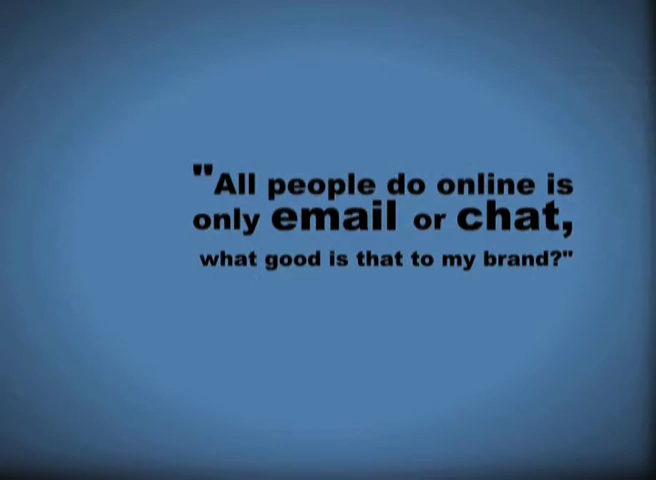 "All people do online is
only email or chat,
what good is that to my brand?"